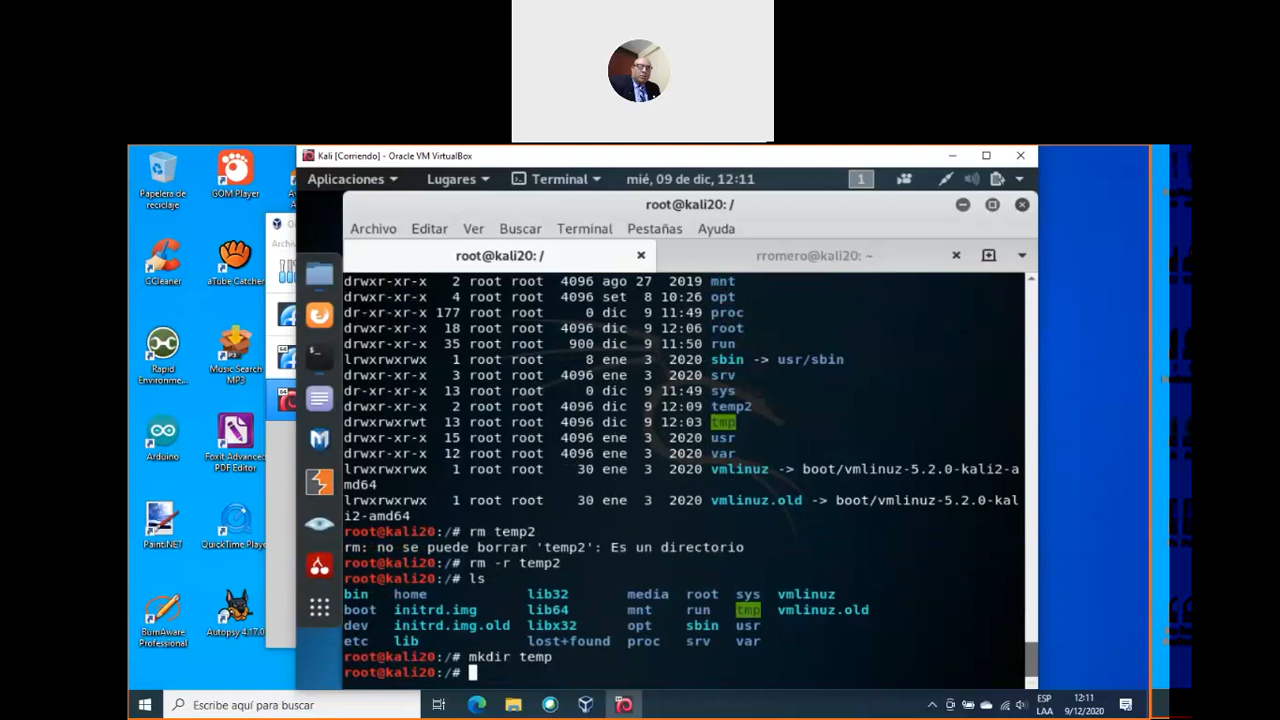 Kali [Corriendo] - Oracle VM VirtualBox
Aplicaciones Lugares Terminal mié, 09 de dic, 12:11 1
root@kali20: /
Archivo Editar Ver Buscar Terminal Pestañas Ayuda
root@kali20: / rromero@kali20: ~
drwxr-xr-x 2 root root 4096 ago 27 2019 mnt
drwxr-xr-x 4 root root 4096 set 8 10:26 opt
dr-xr-xr-x 177 root root 0 dic 9 11:49 proc
drwxr-xr-x 18 root root 4096 dic 9 12:06 root
drwxr-xr-x 35 root root 900 dic 9 11:50 run
lrwxrwxrwx 1 root root 8 ene 3 2020 sbin -> usr/sbin
drwxr-xr-x 3 root root 4096 ene 3 2020 srv
dr-xr-xr-x 13 root root 0 dic 9 11:49 sys
drwxr-xr-x 2 root root 4096 dic 9 12:09 temp2
drwxrwxrwt 13 root root 4096 dic 9 12:03 tmp
drwxr-xr-x 15 root root 4096 ene 3 2020 usr
drwxr-xr-x 12 root root 4096 ene 3 2020 var
lrwxrwxrwx 1 root root 30 ene 3 2020 vmlinuz -> boot/vmlinuz-5.2.0-kali2-a
md64
lrwxrwxrwx 1 root root 30 ene 3 2020 vmlinuz.old -> boot/vmlinuz-5.2.0-kal
i2-amd64
root@kali20:/# rm temp2
rm: no se puede borrar 'temp2': Es un directorio
root@kali20:/# rm -r temp2
root@kali20:/# ls
bin home lib32 media root sys vmlinuz
boot initrd.img lib64 mnt run tmp vmlinuz.old
dev initrd.img.old libx32 opt sbin usr
etc lib lost+found proc srv var
root@kali20:/# mkdir temp
root@kali20:/#
Papelera de
reciclaje
GOM Player
CCleaner
aTube Catcher
Rapid
Environme...
Music Search
MP3
Arduino
Foxit Advanced
PDF Editor
Paint.NET
QuickTime Playe
BurnAware
Professional
Autopsy 4.17.0
Escribe aquí para buscar
ESP
LAA
12:11
9/12/2020